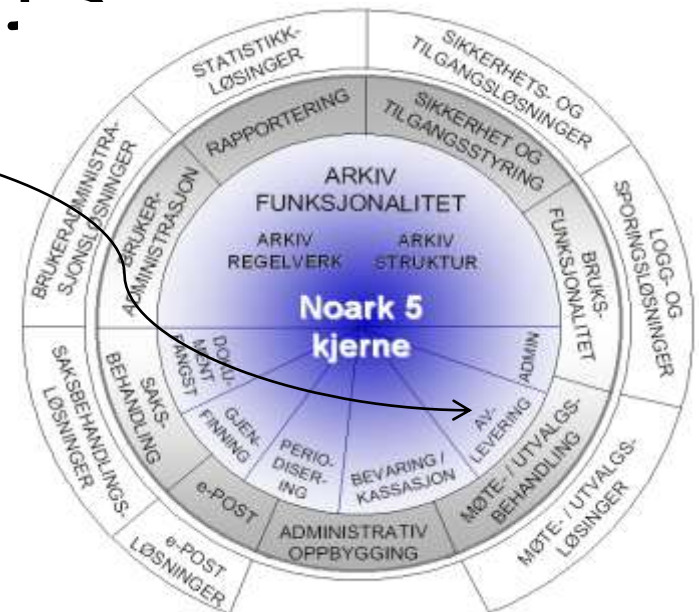 STATISTIKK-
LØSINGER
SIKKERHETS- OG
TILGANGSLØSNINGER
BRUKERADMINISTRA-
SJONSLØSNINGER
LOGG- OG
SPORINGSLØSNINGER
SAKSBEHANDLINGS-
LØSNINGER
e-POST
LØSNINGER
MØTE- / UTVALGS-
LØSINGER
RAPPORTERING
SIKKERHET OG
TILGANGSSTYRING
BRUKER-
ADMINISTRASJON
BRUKS-
FUNKSJONALITET
SAKS-
BEHANDLING
e-POST
ADMINISTRATIV
OPPBYGGING
MØTE- / UTVALGS-
BEHANDLING
ARKIV
FUNKSJONALITET
ARKIV
REGELVERK
ARKIV
STRUKTUR
Noark 5
kjerne
DOKU-
MENT
FANGST
GJEN-
FINNING
PERIO-
DISER-
ING
BEVARING /
KASSASJON
AV-
LEVERING
ADMIN